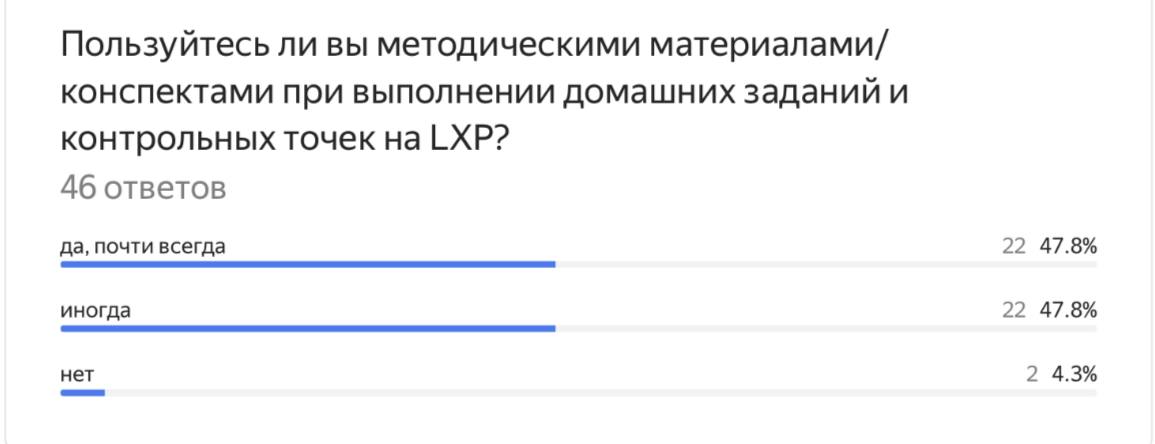 Пользуйтесь ли вы методическими материалами/
конспектами при выполнении домашних заданий и
контрольных точек на LXP?
46 ответов
да, почти всегда 22 47.8%
иногда 22 47.8%
нет 2 4.3%